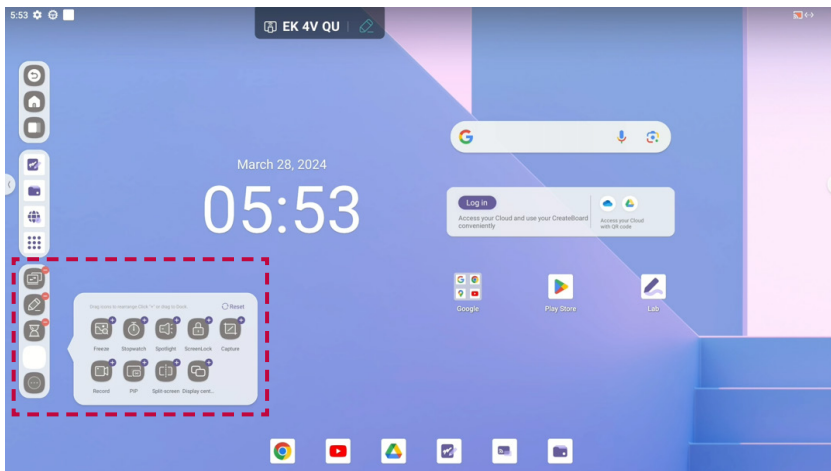 5:53
EK 4V QU
March 28, 2024
05:53
Log in
Access your Cloud and use your CreateBoard
conveniently
Access your Cloud
with QR code
Google
Play Store
Lab
Drag icons to rearrange Click '+' or drag to Dock.
Reset
Freeze Stopwatch Spotlight ScreenLock Capture
Record PIP Split-screen Display cent...